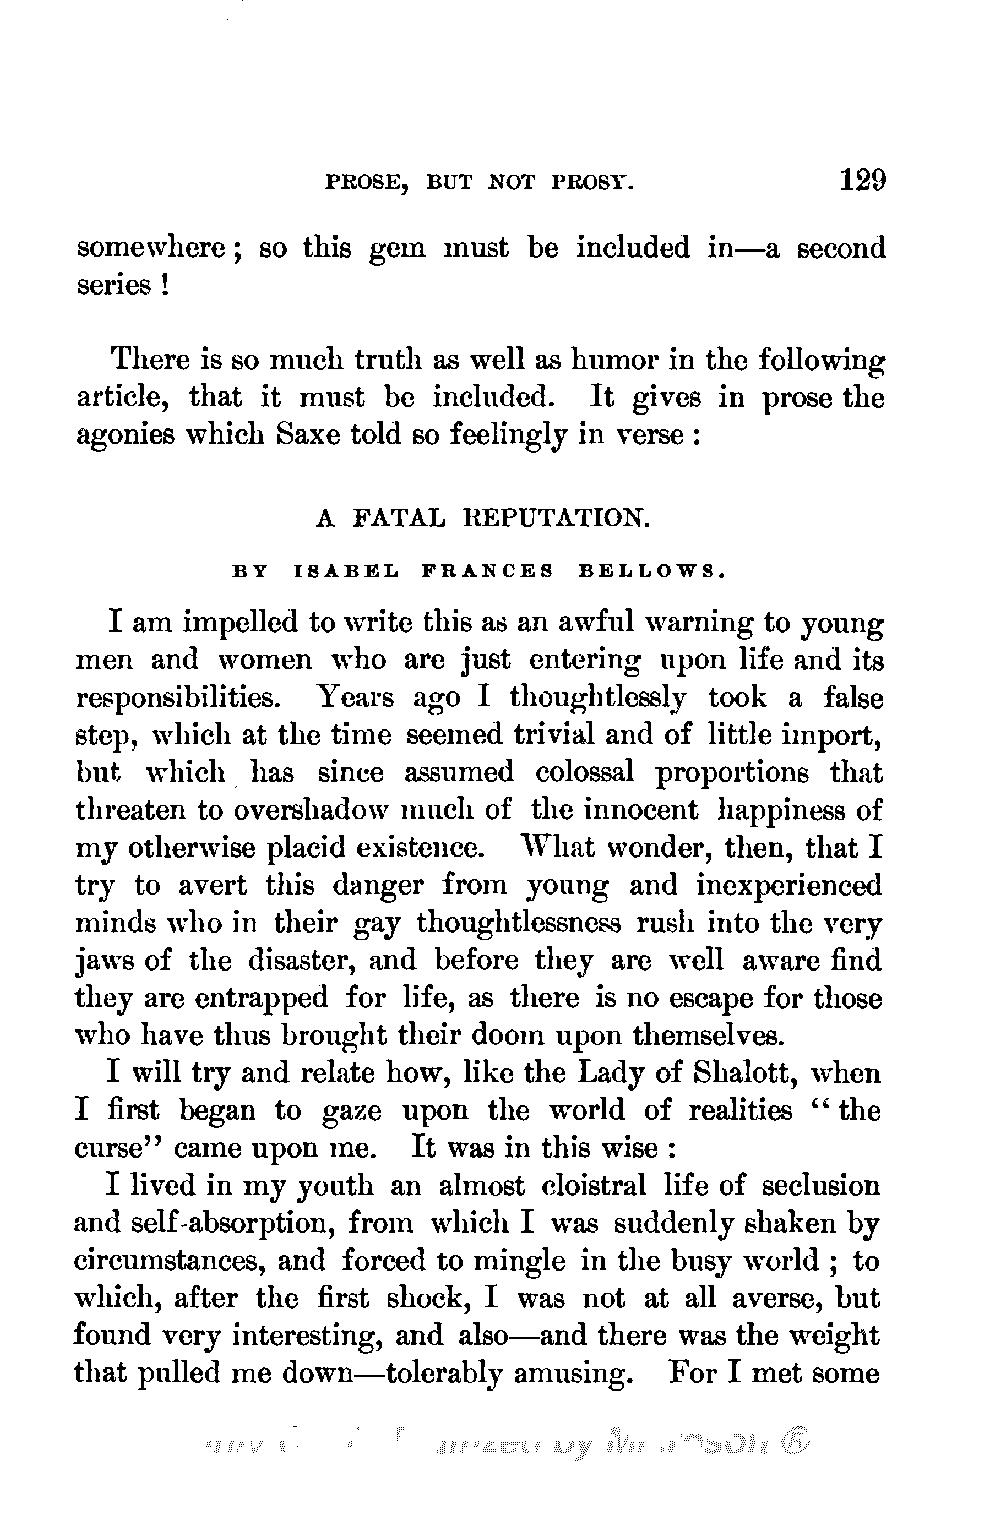 PROSE, BUT NOT PROSY. 129
somewhere; so this gem must be included in—a second
series!
There is so much truth as well as humor in the following
article, that it must be included. It gives in prose the
agonies which Saxe told so feelingly in verse:
A FATAL REPUTATION.
BY ISABEL FRANCES BELLOWS.
I am impelled to write this as an awful warning to young
men and women who are just entering upon life and its
responsibilities. Years ago I thoughtlessly took a false
step, which at the time seemed trivial and of little import,
but which has since assumed colossal proportions that
threaten to overshadow much of the innocent happiness of
my otherwise placid existence. What wonder, then, that I
try to avert this danger from young and inexperienced
minds who in their gay thoughtlessness rush into the very
jaws of the disaster, and before they are well aware find
they are entrapped for life, as there is no escape for those
who have thus brought their doom upon themselves.
I will try and relate how, like the Lady of Shalott, when
I first began to gaze upon the world of realities “the
curse” came upon me. It was in this wise:
I lived in my youth an almost cloistral life of seclusion
and self-absorption, from which I was suddenly shaken by
circumstances, and forced to mingle in the busy world; to
which, after the first shock, I was not at all averse, but
found very interesting, and also—and there was the weight
that pulled me down—tolerably amusing. For I met some